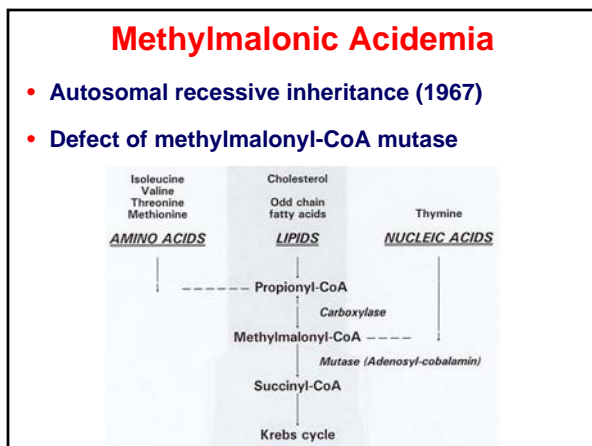 Methylmalonic Acidemia
• Autosomal recessive inheritance (1967)
• Defect of methylmalonyl-CoA mutase
Isoleucine
Valine
Threonine
Methionine
AMINO ACIDS
Cholesterol
Odd chain
fatty acids
LIPIDS
Thymine
NUCLEIC ACIDS
Propionyl-CoA
Carboxylase
Methylmalonyl-CoA
Mutase (Adenosyl-cobalamin)
Succinyl-CoA
Krebs cycle